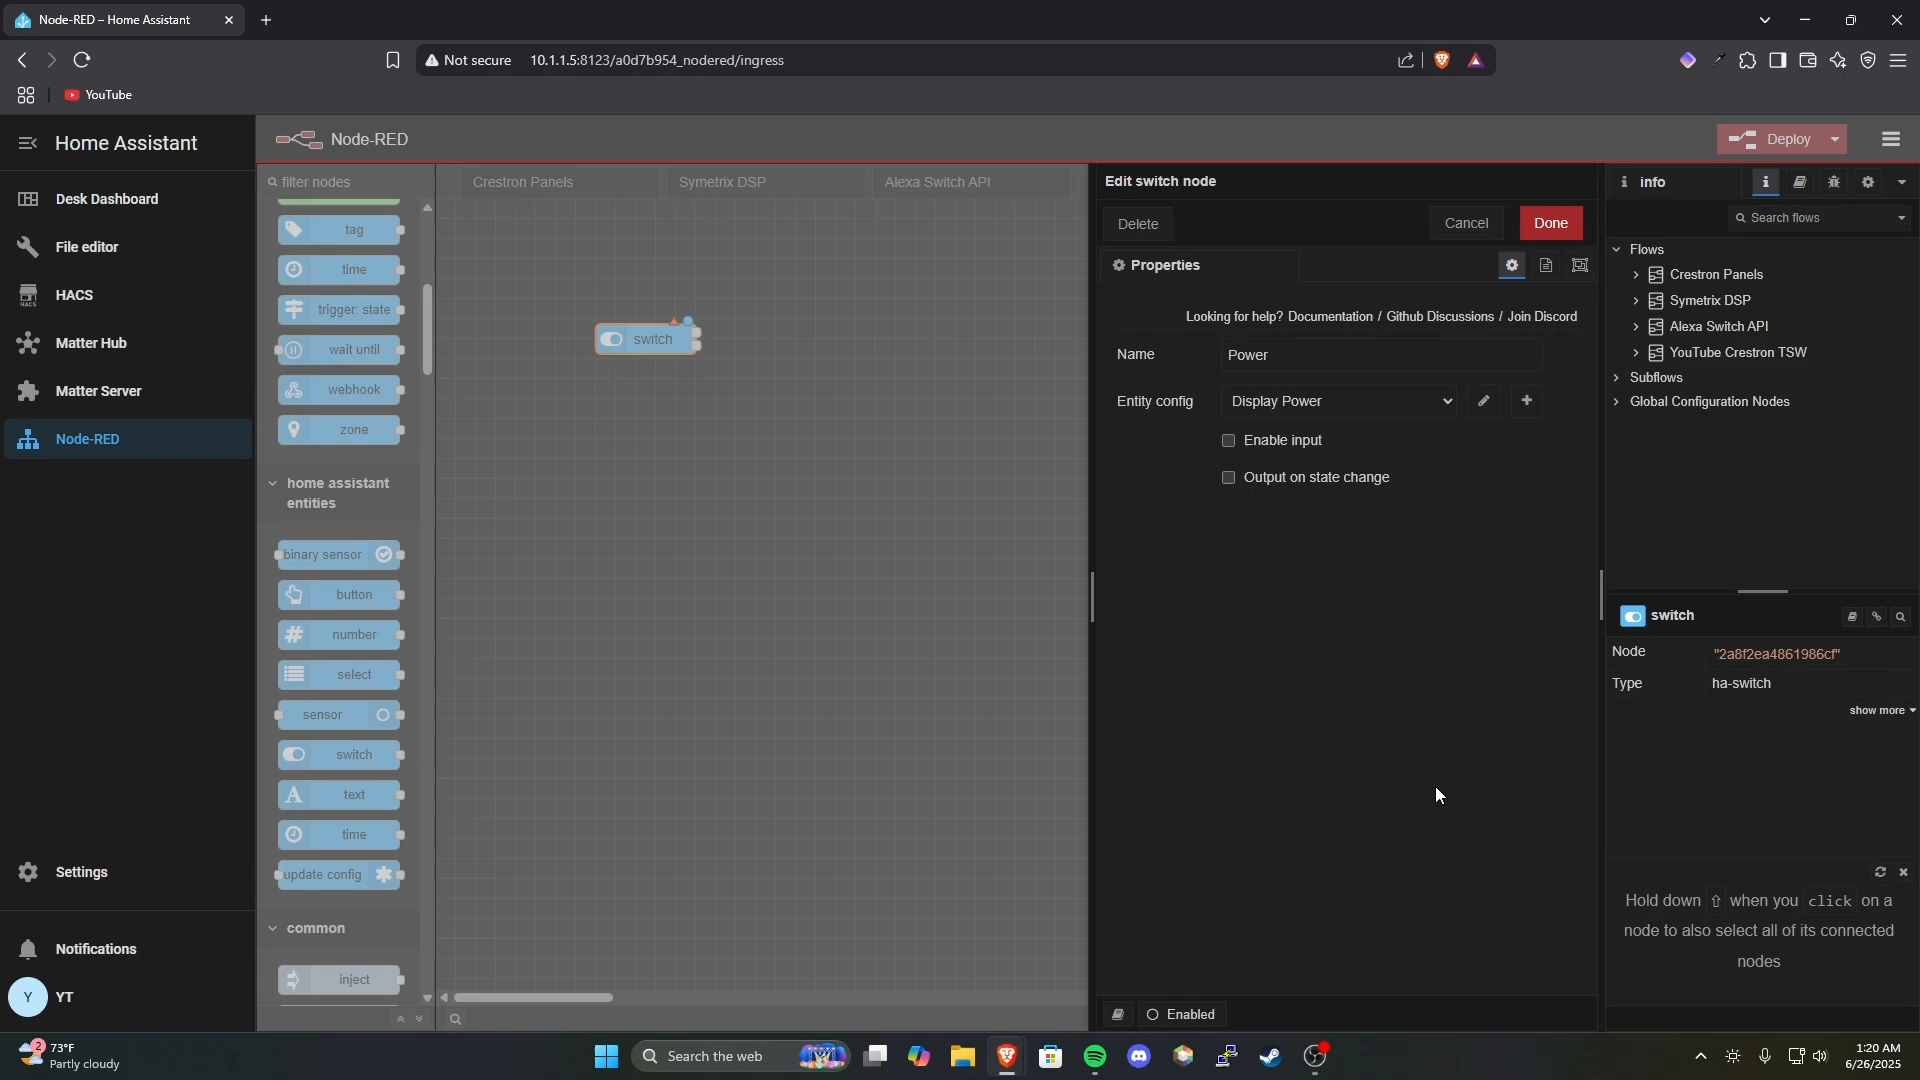 Node-RED – Home Assistant
Not secure
10.1.1.5:8123/a0d7b954_nodered/ingress
YouTube
Home Assistant
Node-RED
Deploy
Desk Dashboard
File editor
HACS
Matter Hub
Matter Server
Node-RED
Settings
Notifications
Y
YT
filter nodes
tag
time
trigger: state
wait until
webhook
zone
home assistant
entities
binary sensor
button
number
select
sensor
switch
text
time
update config
common
inject
Crestron Panels
Symetrix DSP
Alexa Switch API
switch
Edit switch node
Delete
Cancel
Done
Properties
Looking for help? Documentation / Github Discussions / Join Discord
Name
Power
Entity config
Display Power
Enable input
Output on state change
Enabled
info
Search flows
Flows
Crestron Panels
Symetrix DSP
Alexa Switch API
YouTube Crestron TSW
Subflows
Global Configuration Nodes
switch
Node
"2a8f2ea4861986cf"
Type
ha-switch
show more
Hold down ⇧ when you click on a
node to also select all of its connected
nodes
2
73°F
Partly cloudy
Search the web
1:20 AM
6/26/2025